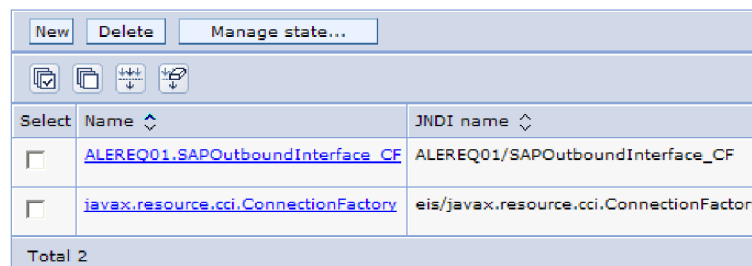 New Delete Manage state...
Select Name JNDI name
ALEREQ01.SAPOutboundInterface_CF ALEREQ01/SAPOutboundInterface_CF
javax.resource.cci.ConnectionFactory eis/javax.resource.cci.ConnectionFactor
Total 2